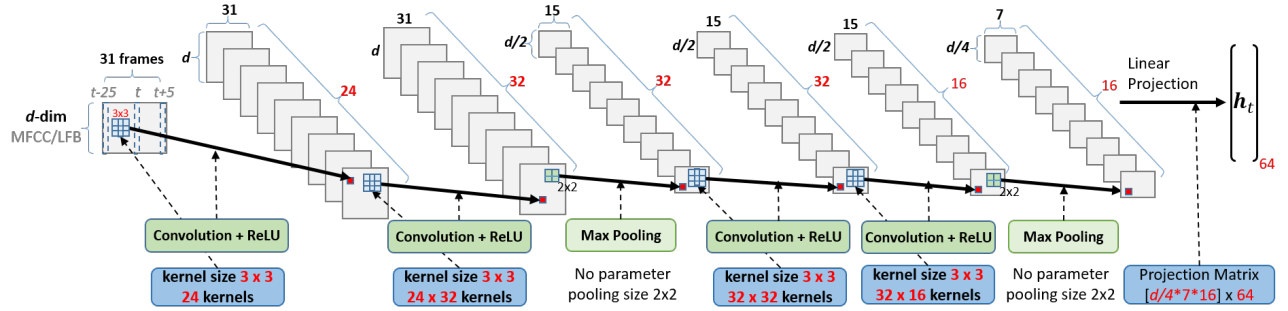 31
d
24
31 frames
t-25 t t+5
3x3
d-dim
MFCC/LFB
Convolution + ReLU
kernel size 3 x 3
24 kernels
31
d
32
Convolution + ReLU
kernel size 3 x 3
24 x 32 kernels
2x2
15
d/2
32
Max Pooling
No parameter
pooling size 2x2
15
d/2
32
Convolution + ReLU
kernel size 3 x 3
32 x 32 kernels
15
d/2
16
Convolution + ReLU
kernel size 3 x 3
32 x 16 kernels
2x2
7
d/4
16
Max Pooling
No parameter
pooling size 2x2
Linear
Projection
h_t
64
Projection Matrix
[d/4*7*16] x 64